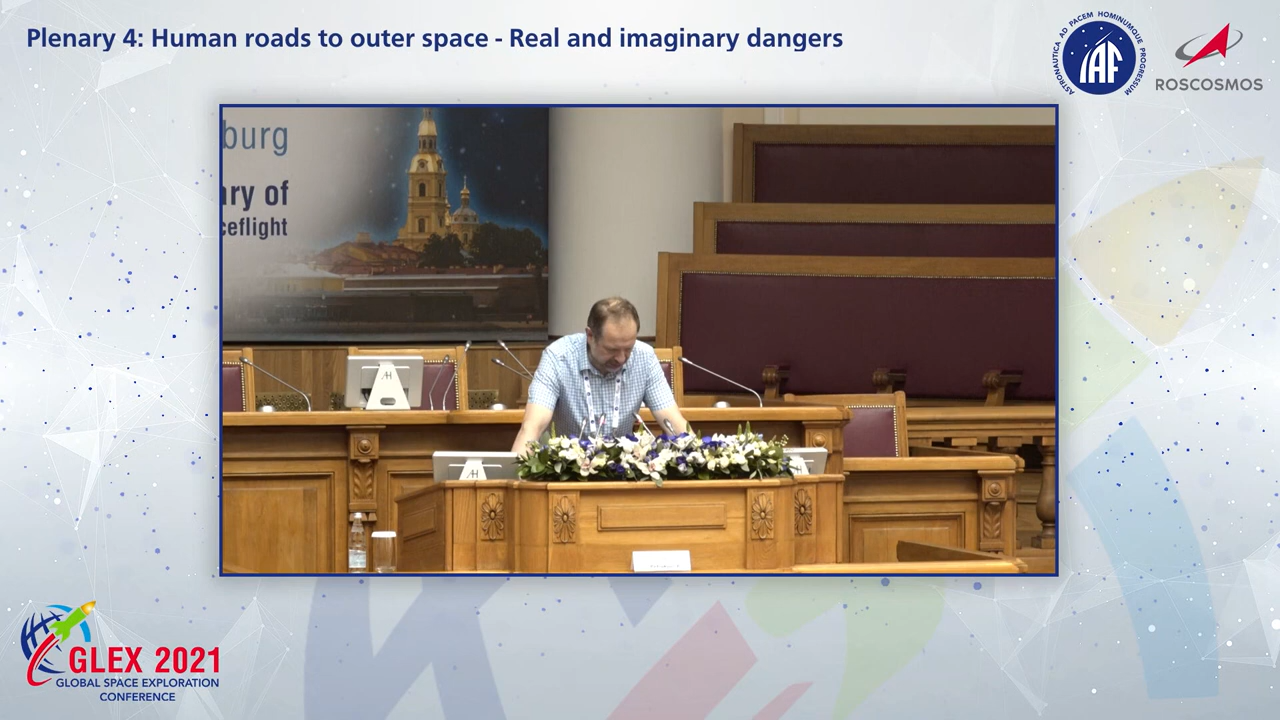 Plenary 4: Human roads to outer space - Real and imaginary dangers
ASTRONAUTICA AD PACEM HOMINUMQUE PROGRESSUM
IAF
ROSCOSMOS
burg
ry of
ceflight
GLEX 2021
GLOBAL SPACE EXPLORATION
CONFERENCE